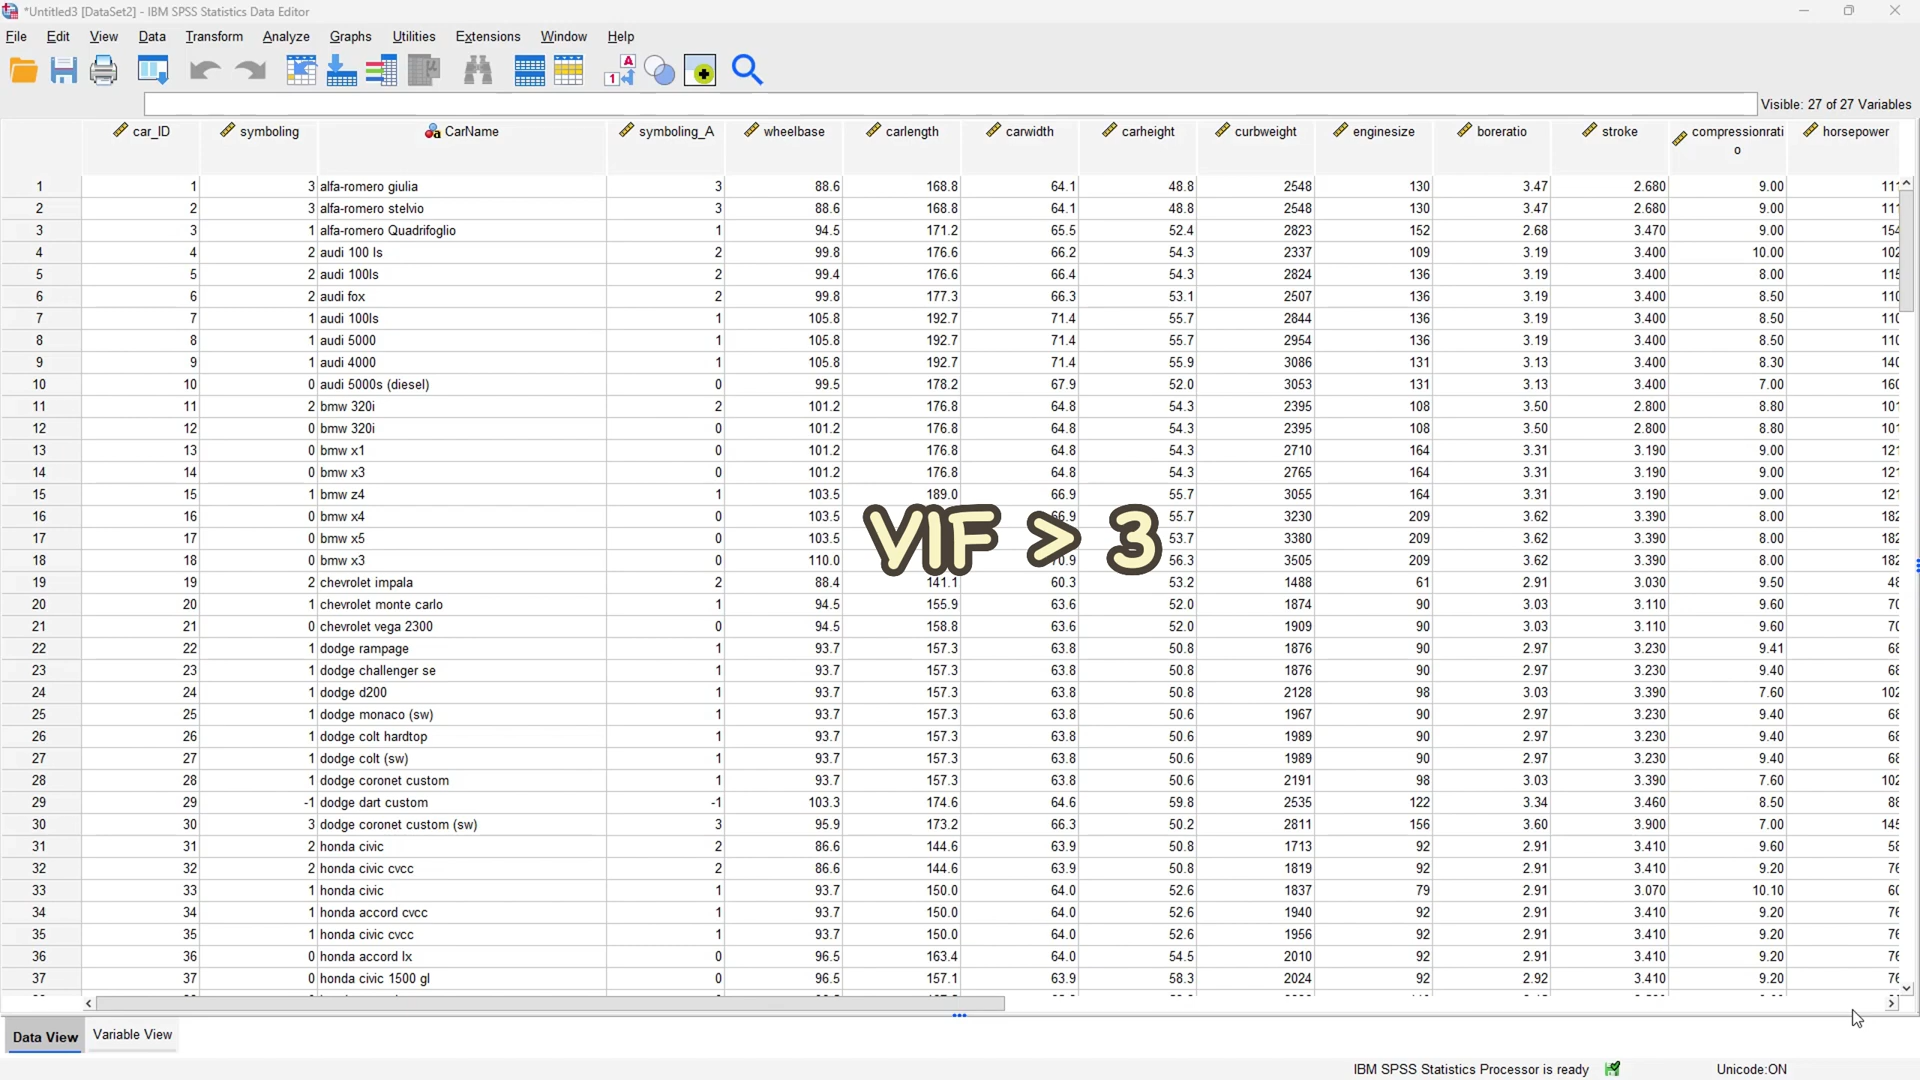 *Untitled3 [DataSet2] - IBM SPSS Statistics Data Editor
File Edit View Data Transform Analyze Graphs Utilities Extensions Window Help
Visible: 27 of 27 Variables
car_ID symboling CarName symboling_A wheelbase carlength carwidth carheight curbweight enginesize boreratio stroke compressionrati horsepower
o
1 1 3 alfa-romero giulia 3 88.6 168.8 64.1 48.8 2548 130 3.47 2.680 9.00 111
2 2 3 alfa-romero stelvio 3 88.6 168.8 64.1 48.8 2548 130 3.47 2.680 9.00 111
3 3 1 alfa-romero Quadrifoglio 1 94.5 171.2 65.5 52.4 2823 152 2.68 3.470 9.00 154
4 4 2 audi 100 ls 2 99.8 176.6 66.2 54.3 2337 109 3.19 3.400 10.00 102
5 5 2 audi 100ls 2 99.4 176.6 66.4 54.3 2824 136 3.19 3.400 8.00 115
6 6 2 audi fox 2 99.8 177.3 66.3 53.1 2507 136 3.19 3.400 8.50 110
7 7 1 audi 100ls 1 105.8 192.7 71.4 55.7 2844 136 3.19 3.400 8.50 110
8 8 1 audi 5000 1 105.8 192.7 71.4 55.7 2954 136 3.19 3.400 8.50 110
9 9 1 audi 4000 1 105.8 192.7 71.4 55.9 3086 131 3.13 3.400 8.30 140
10 10 0 audi 5000s (diesel) 0 99.5 178.2 67.9 52.0 3053 131 3.13 3.400 7.00 160
11 11 2 bmw 320i 2 101.2 176.8 64.8 54.3 2395 108 3.50 2.800 8.80 101
12 12 0 bmw 320i 0 101.2 176.8 64.8 54.3 2395 108 3.50 2.800 8.80 101
13 13 0 bmw x1 0 101.2 176.8 64.8 54.3 2710 164 3.31 3.190 9.00 121
14 14 0 bmw x3 0 101.2 176.8 64.8 54.3 2765 164 3.31 3.190 9.00 121
15 15 1 bmw z4 1 103.5 189.0 66.9 55.7 3055 164 3.31 3.190 9.00 121
16 16 0 bmw x4 0 103.5 66.9 55.7 3230 209 3.62 3.390 8.00 182
VIF > 3
17 17 0 bmw x5 0 103.5 53.7 3380 209 3.62 3.390 8.00 182
18 18 0 bmw x3 0 110.0 70.9 56.3 3505 209 3.62 3.390 8.00 182
19 19 2 chevrolet impala 2 88.4 141.1 60.3 53.2 1488 61 2.91 3.030 9.50 48
20 20 1 chevrolet monte carlo 1 94.5 155.9 63.6 52.0 1874 90 3.03 3.110 9.60 70
21 21 0 chevrolet vega 2300 0 94.5 158.8 63.6 52.0 1909 90 3.03 3.110 9.60 70
22 22 1 dodge rampage 1 93.7 157.3 63.8 50.8 1876 90 2.97 3.230 9.41 68
23 23 1 dodge challenger se 1 93.7 157.3 63.8 50.8 1876 90 2.97 3.230 9.40 68
24 24 1 dodge d200 1 93.7 157.3 63.8 50.8 2128 98 3.03 3.390 7.60 102
25 25 1 dodge monaco (sw) 1 93.7 157.3 63.8 50.6 1967 90 2.97 3.230 9.40 68
26 26 1 dodge colt hardtop 1 93.7 157.3 63.8 50.6 1989 90 2.97 3.230 9.40 68
27 27 1 dodge colt (sw) 1 93.7 157.3 63.8 50.6 1989 90 2.97 3.230 9.40 68
28 28 1 dodge coronet custom 1 93.7 157.3 63.8 50.6 2191 98 3.03 3.390 7.60 102
29 29 -1 dodge dart custom -1 103.3 174.6 64.6 59.8 2535 122 3.34 3.460 8.50 88
30 30 3 dodge coronet custom (sw) 3 95.9 173.2 66.3 50.2 2811 156 3.60 3.900 7.00 145
31 31 2 honda civic 2 86.6 144.6 63.9 50.8 1713 92 2.91 3.410 9.60 58
32 32 2 honda civic cvcc 2 86.6 144.6 63.9 50.8 1819 92 2.91 3.410 9.20 76
33 33 1 honda civic 1 93.7 150.0 64.0 52.6 1837 79 2.91 3.070 10.10 60
34 34 1 honda accord cvcc 1 93.7 150.0 64.0 52.6 1940 92 2.91 3.410 9.20 76
35 35 1 honda civic cvcc 1 93.7 150.0 64.0 52.6 1956 92 2.91 3.410 9.20 76
36 36 0 honda accord lx 0 96.5 163.4 64.0 54.5 2010 92 2.91 3.410 9.20 76
37 37 0 honda civic 1500 gl 0 96.5 157.1 63.9 58.3 2024 92 2.92 3.410 9.20 76
Data View Variable View
IBM SPSS Statistics Processor is ready Unicode:ON